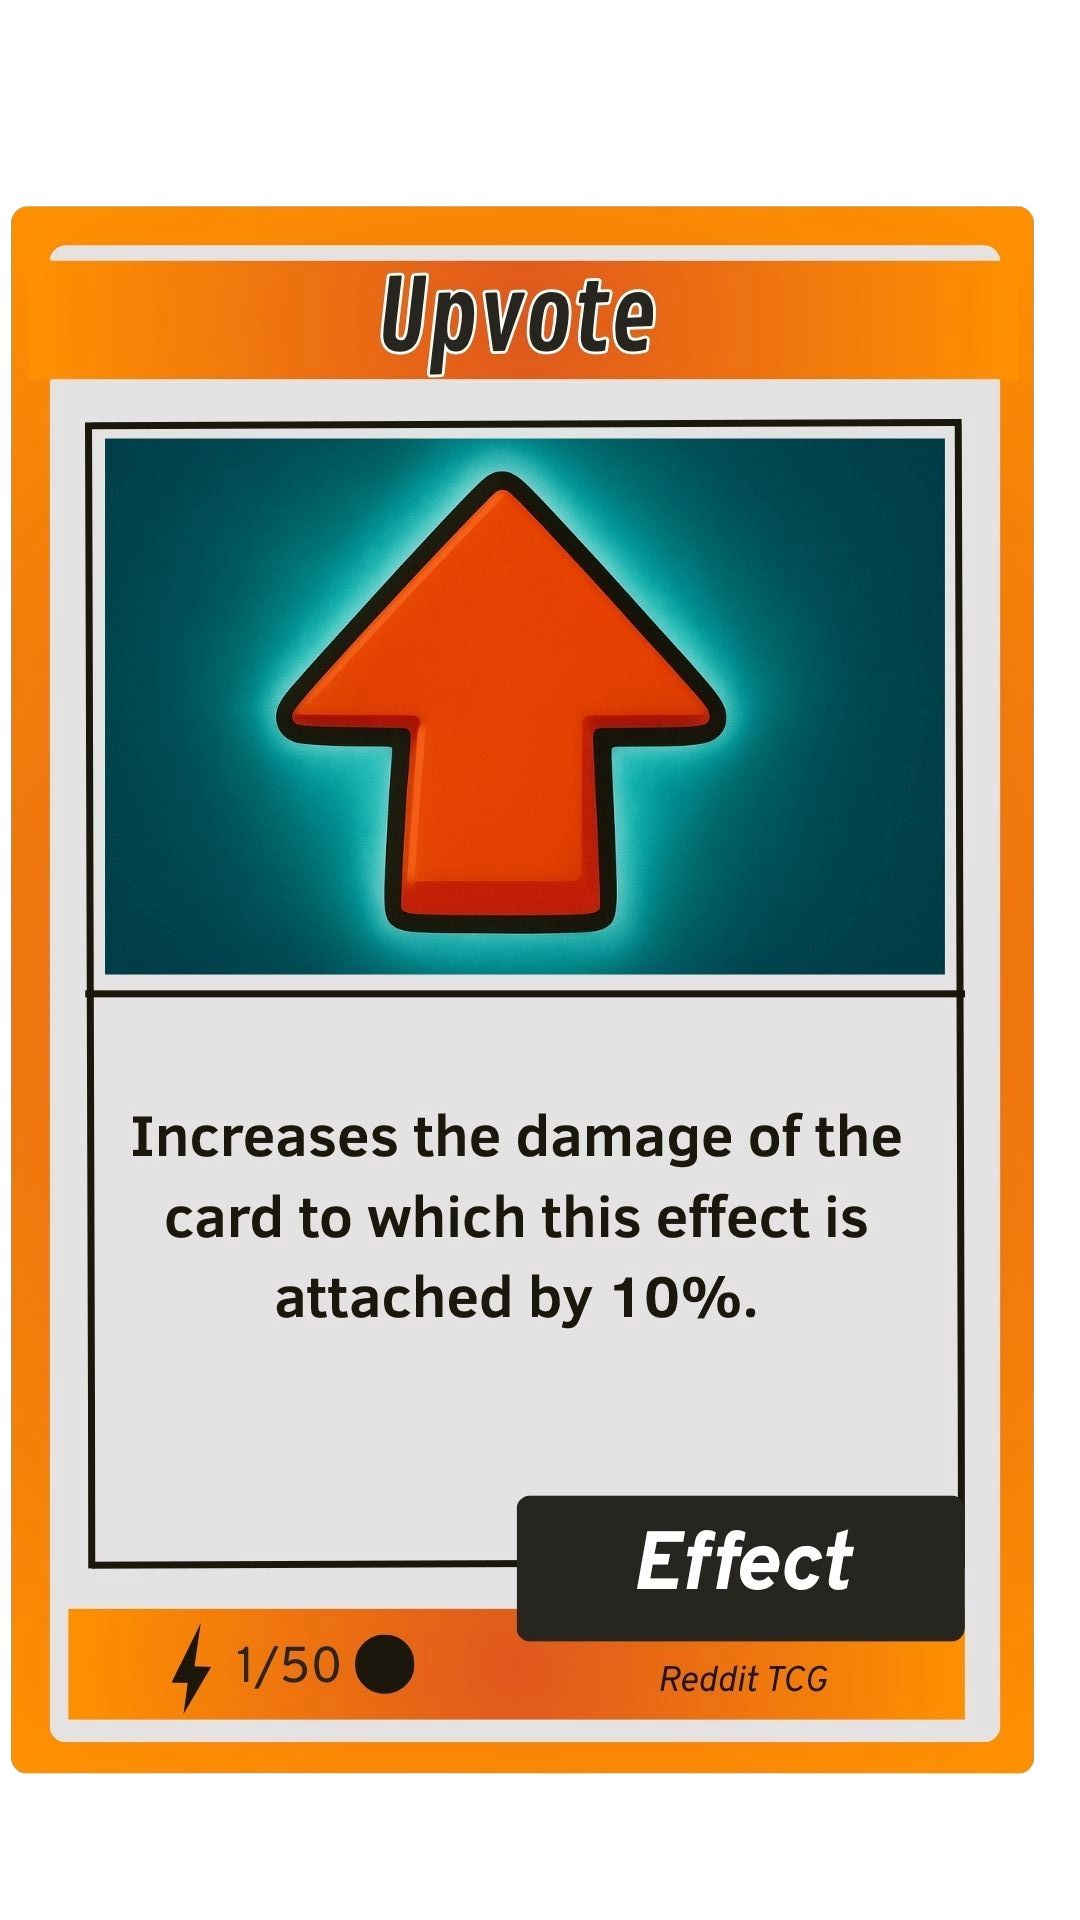 Upvote
Increases the damage of the
card to which this effect is
attached by 10%.
Effect
1/50
Reddit TCG